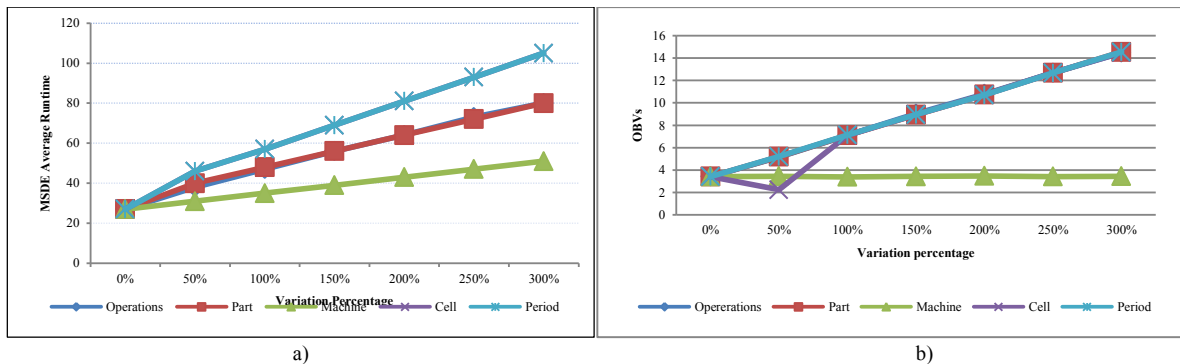 120
100
80
60
40
20
0
MSDE Average Runtime
0% 50% 100% 150% 200% 250% 300%
Variation Percentage
Operations Part Machine Cell Period
a)
16
14
12
10
8
6
4
2
0
OBVs
0% 50% 100% 150% 200% 250% 300%
Variation percentage
Opererations Part Machine Cell Period
b)